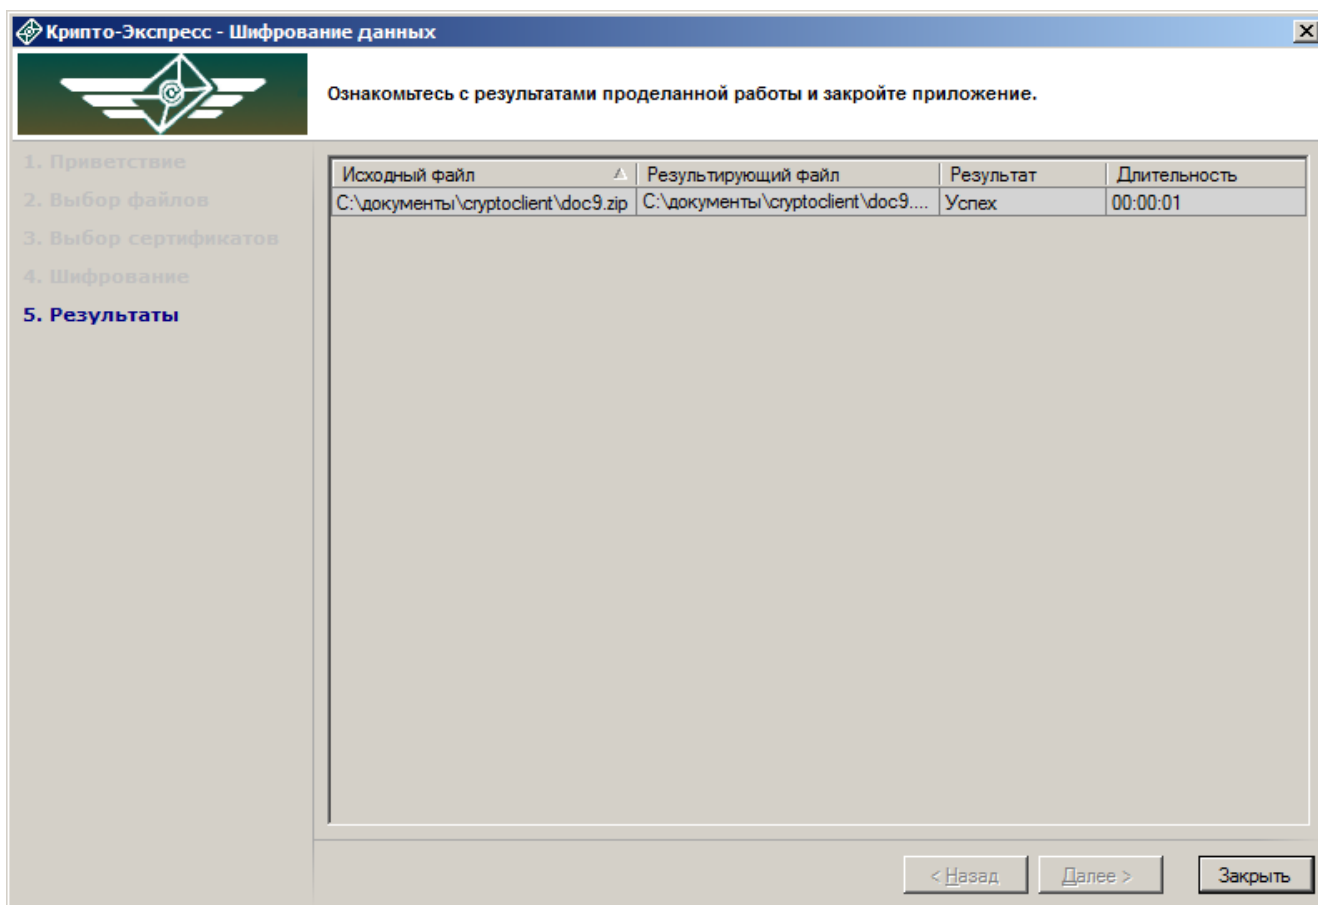 Крипто-Экспресс - Шифрование данных
Ознакомьтесь с результатами проделанной работы и закройте приложение.
1. Приветствие
2. Выбор файлов
3. Выбор сертификатов
4. Шифрование
5. Результаты
Исходный файл Результирующий файл Результат Длительность
C:\документы\cryptoclient\doc9.zip C:\документы\cryptoclient\doc9.... Успех 00:00:01
< Назад Далее > Закрыть